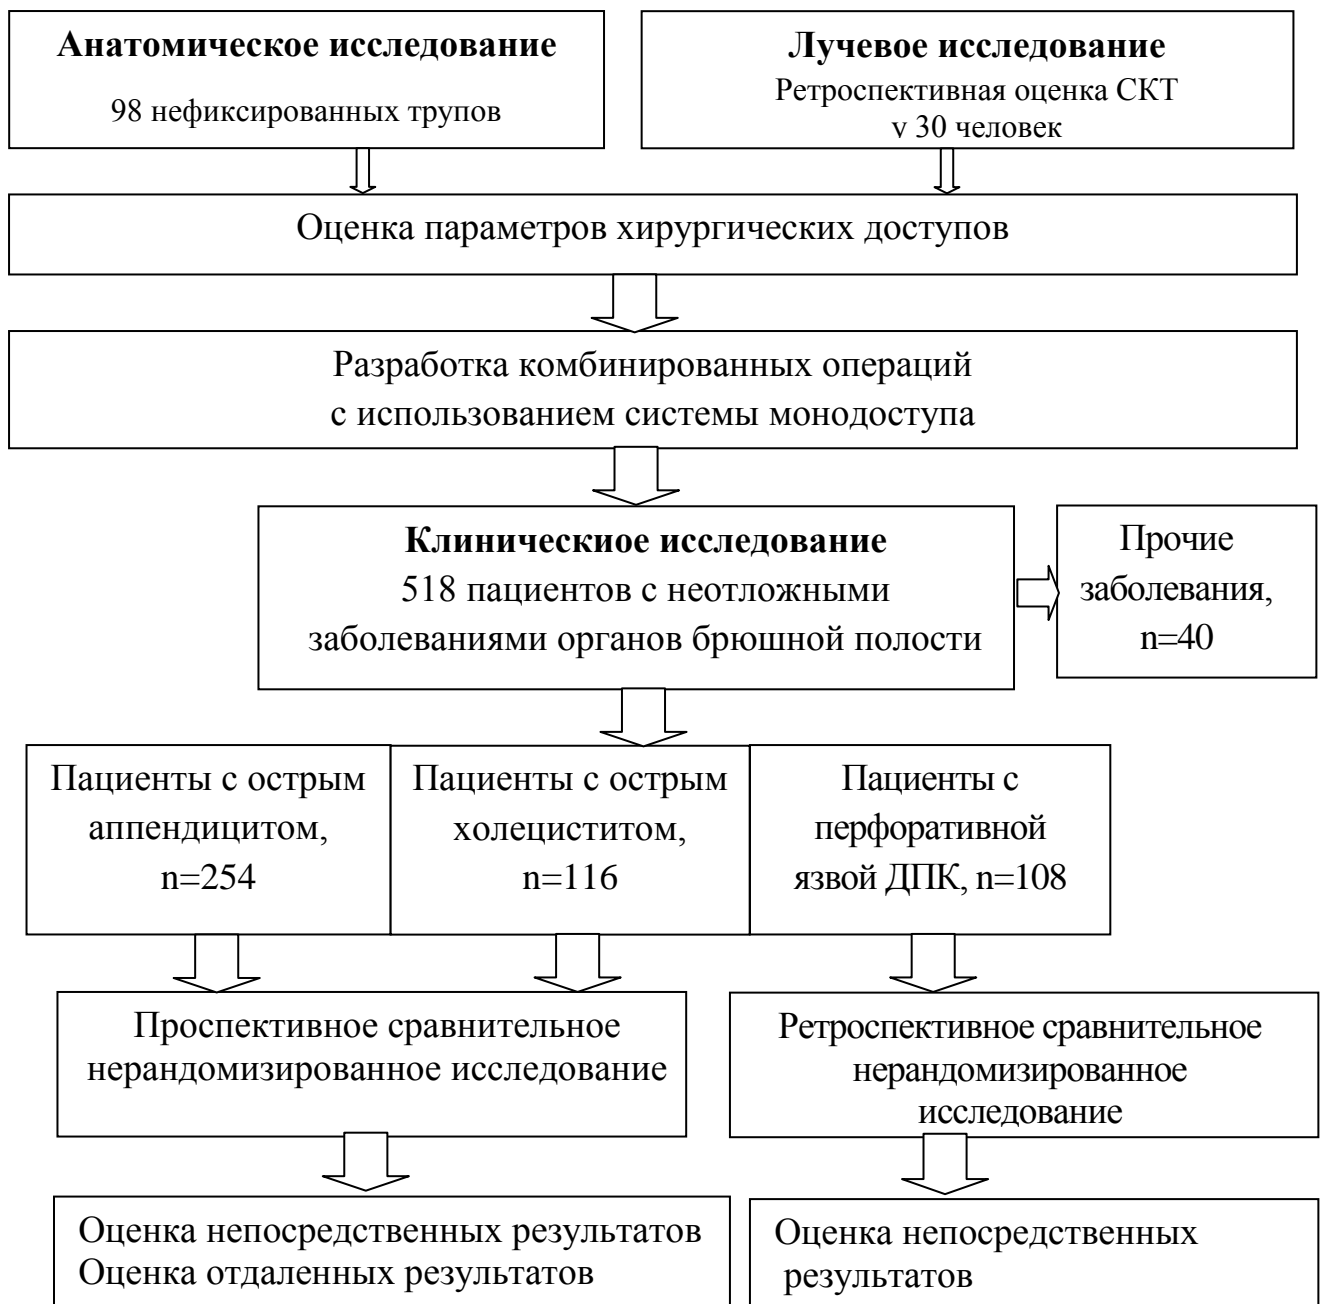 Анатомическое исследование
98 нефиксированных трупов
Лучевое исследование
Ретроспективная оценка СКТ
у 30 человек
Оценка параметров хирургических доступов
Разработка комбинированных операций
с использованием системы монодоступа
Клиническиое исследование
518 пациентов с неотложными
заболеваниями органов брюшной полости
Прочие
заболевания,
n=40
Пациенты с острым
аппендицитом,
n=254
Пациенты с острым
холециститом,
n=116
Пациенты с
перфоративной
язвой ДПК, n=108
Проспективное сравнительное
нерандомизированное исследование
Ретроспективное сравнительное
нерандомизированное
исследование
Оценка непосредственных результатов
Оценка отдаленных результатов
Оценка непосредственных
результатов